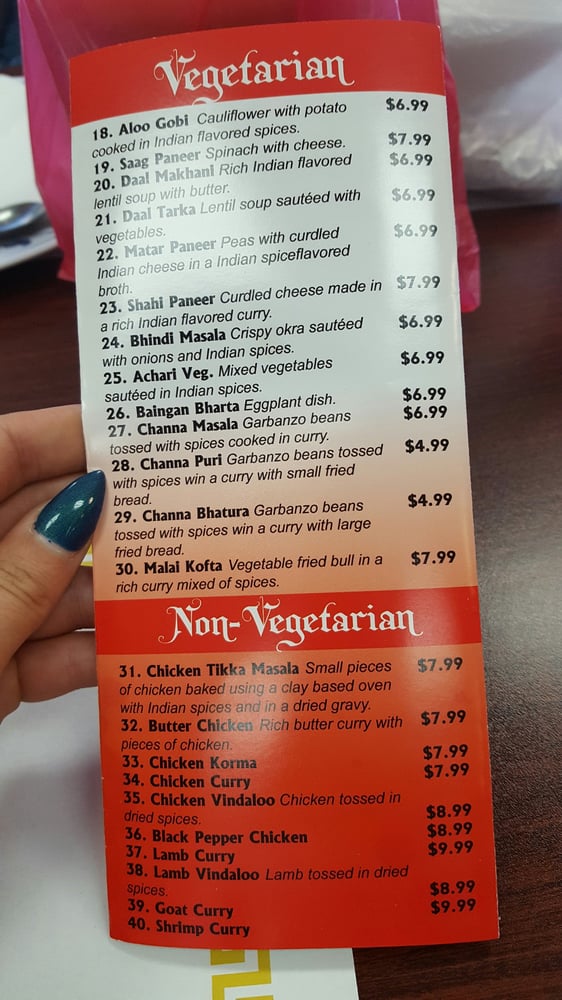 Vegetarian
18. Aloo Gobi Cauliflower with potato $6.99
cooked in Indian flavored spices.
19. Saag Paneer Spinach with cheese. $7.99
20. Daal Makhani Rich Indian flavored $6.99
lentil soup with butter.
21. Daal Tarka Lentil soup sautéed with $6.99
vegetables.
22. Matar Paneer Peas with curdled $6.99
Indian cheese in a Indian spiceflavored
broth.
23. Shahi Paneer Curdled cheese made in $7.99
a rich Indian flavored curry.
24. Bhindi Masala Crispy okra sautéed $6.99
with onions and Indian spices.
25. Achari Veg. Mixed vegetables $6.99
sautéed in Indian spices.
26. Baingan Bharta Eggplant dish. $6.99
27. Channa Masala Garbanzo beans $6.99
tossed with spices cooked in curry.
28. Channa Puri Garbanzo beans tossed $4.99
with spices win a curry with small fried
bread.
29. Channa Bhatura Garbanzo beans $4.99
tossed with spices win a curry with large
fried bread.
30. Malai Kofta Vegetable fried bull in a $7.99
rich curry mixed of spices.
Non-Vegetarian
31. Chicken Tikka Masala Small pieces $7.99
of chicken baked using a clay based oven
with Indian spices and in a dried gravy.
32. Butter Chicken Rich butter curry with $7.99
pieces of chicken.
33. Chicken Korma $7.99
34. Chicken Curry $7.99
35. Chicken Vindaloo Chicken tossed in
dried spices. $8.99
36. Black Pepper Chicken $8.99
37. Lamb Curry $9.99
38. Lamb Vindaloo Lamb tossed in dried
spices. $8.99
39. Goat Curry $9.99
40. Shrimp Curry